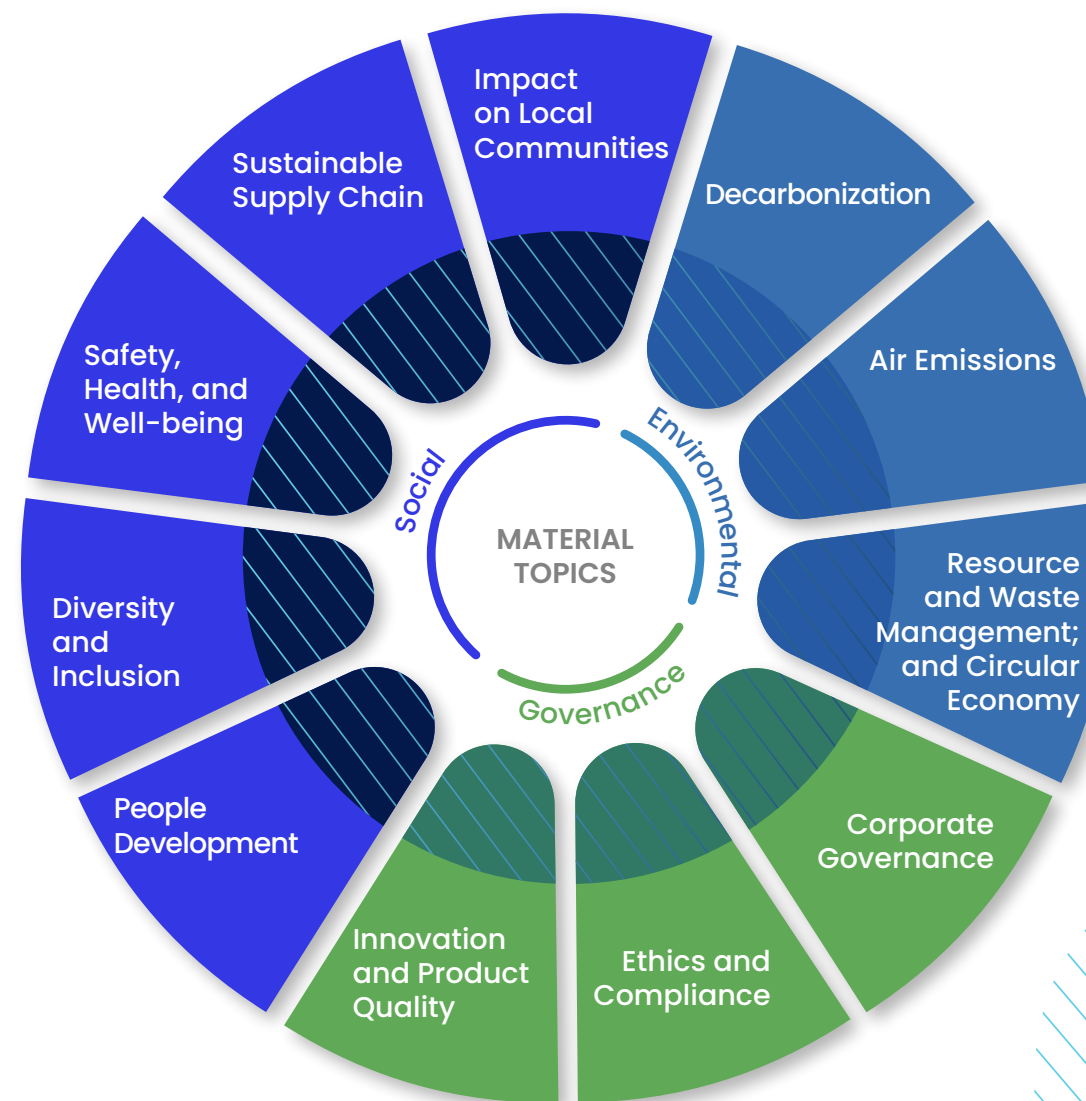 Impact
on Local
Communities
Decarbonization
Air Emissions
Resource
and Waste
Management;
and Circular
Economy
Corporate
Governance
Ethics and
Compliance
Innovation
and Product
Quality
People
Development
Diversity
and
Inclusion
Safety,
Health, and
Well-being
Sustainable
Supply Chain
Social
Environmental
Governance
MATERIAL
TOPICS